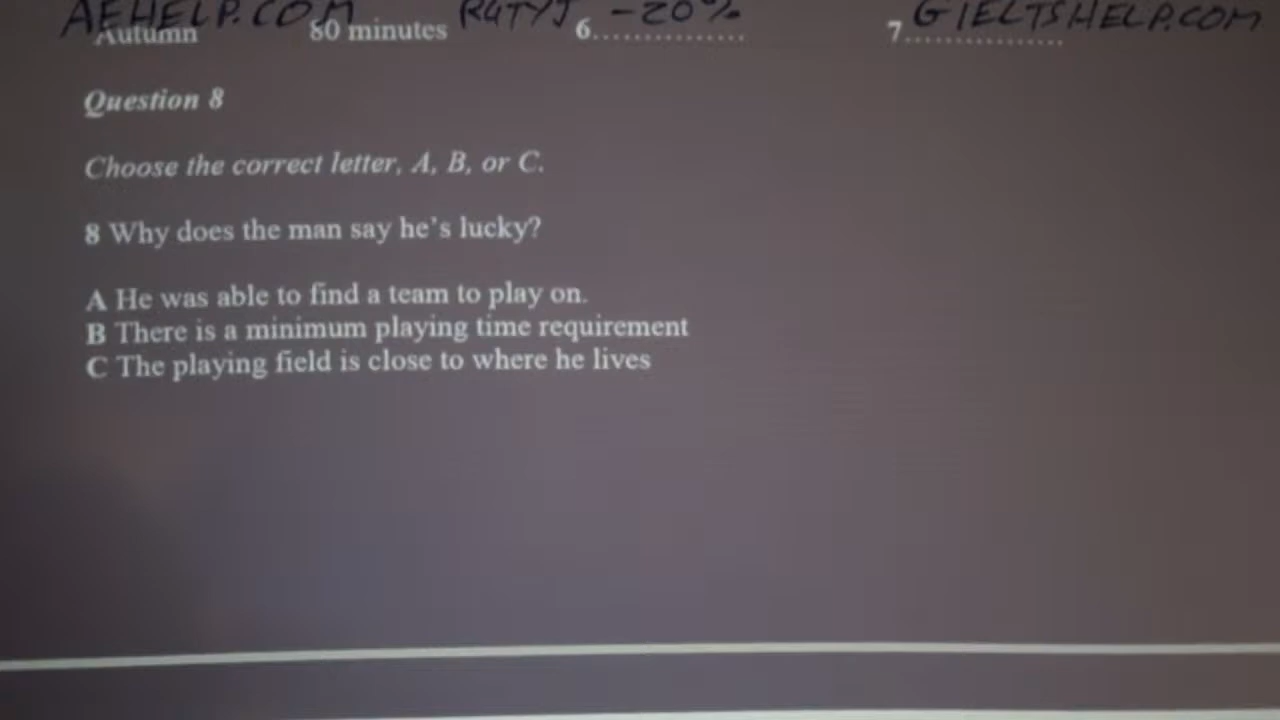 AEHELP.COM R4TYJ -20% GIELTSHELP.COM
Autumn 80 minutes 6............... 7................
Question 8
Choose the correct letter, A, B, or C.
8 Why does the man say he's lucky?
A He was able to find a team to play on.
B There is a minimum playing time requirement
C The playing field is close to where he lives